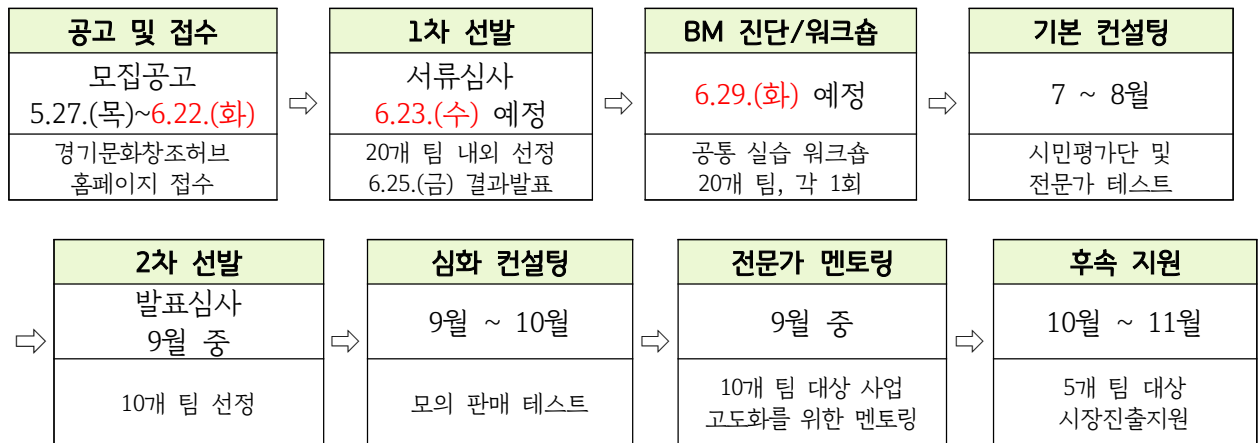 공고 및 접수
모집공고
5.27.(목)~6.22.(화)
경기문화창조허브
홈페이지 접수
⇨
1차 선발
서류심사
6.23.(수) 예정
20개 팀 내외 선정
6.25.(금) 결과발표
⇨
BM 진단/워크숍
6.29.(화) 예정
공통 실습 워크숍
20개 팀, 각 1회
⇨
기본 컨설팅
7 ~ 8월
시민평가단 및
전문가 테스트
⇨
2차 선발
발표심사
9월 중
10개 팀 선정
⇨
심화 컨설팅
9월 ~ 10월
모의 판매 테스트
⇨
전문가 멘토링
9월 중
10개 팀 대상 사업
고도화를 위한 멘토링
⇨
후속 지원
10월 ~ 11월
5개 팀 대상
시장진출지원